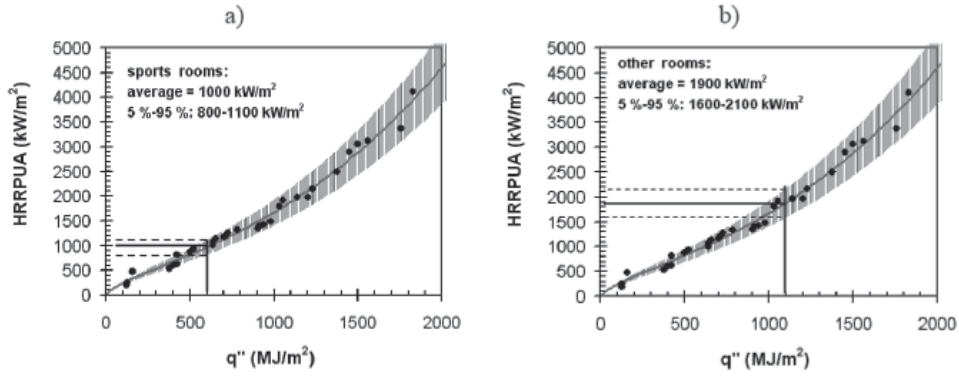 a)
5000
4500
4000
3500
3000
2500
2000
1500
1000
500
0
HRRPUA (kW/m²)
sports rooms:
average = 1000 kW/m²
5 %-95 %: 800-1100 kW/m²
0 500 1000 1500 2000
q" (MJ/m²)
b)
5000
4500
4000
3500
3000
2500
2000
1500
1000
500
0
HRRPUA (kW/m²)
other rooms:
average = 1900 kW/m²
5 %-95 %: 1600-2100 kW/m²
0 500 1000 1500 2000
q" (MJ/m²)